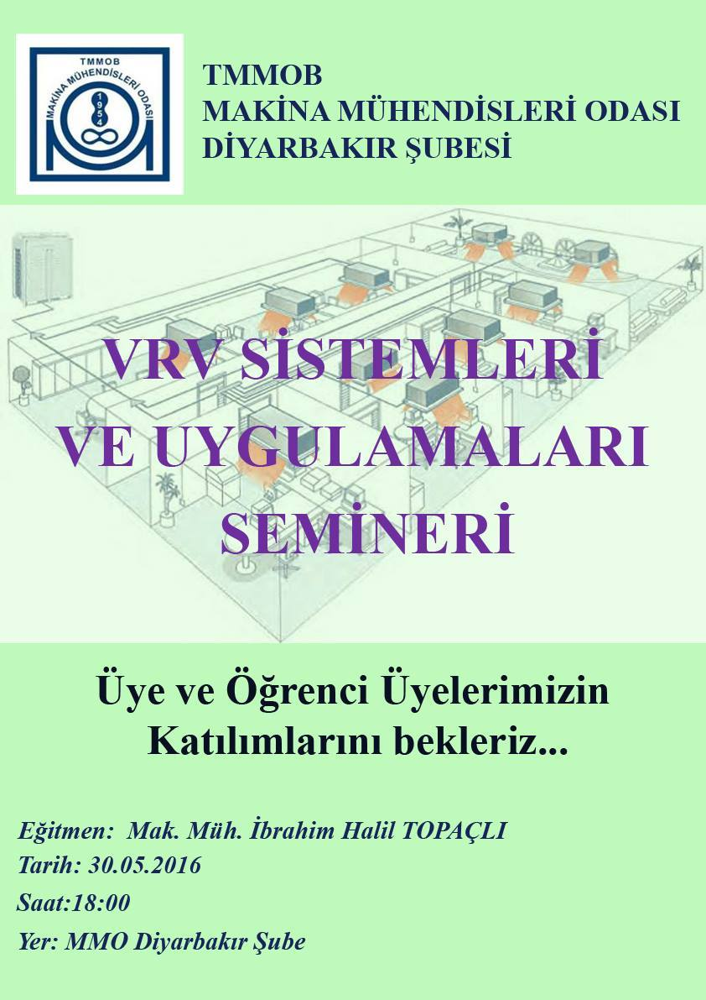 TMMOB
MAKİNA MÜHENDİSLERİ ODASI
1954
TMMOB
MAKİNA MÜHENDİSLERİ ODASI
DİYARBAKIR ŞUBESİ
VRV SİSTEMLERİ
VE UYGULAMALARI
SEMİNERİ
Üye ve Öğrenci Üyelerimizin
Katılımlarını bekleriz...
Eğitmen: Mak. Müh. İbrahim Halil TOPAÇLI
Tarih: 30.05.2016
Saat:18:00
Yer: MMO Diyarbakır Şube